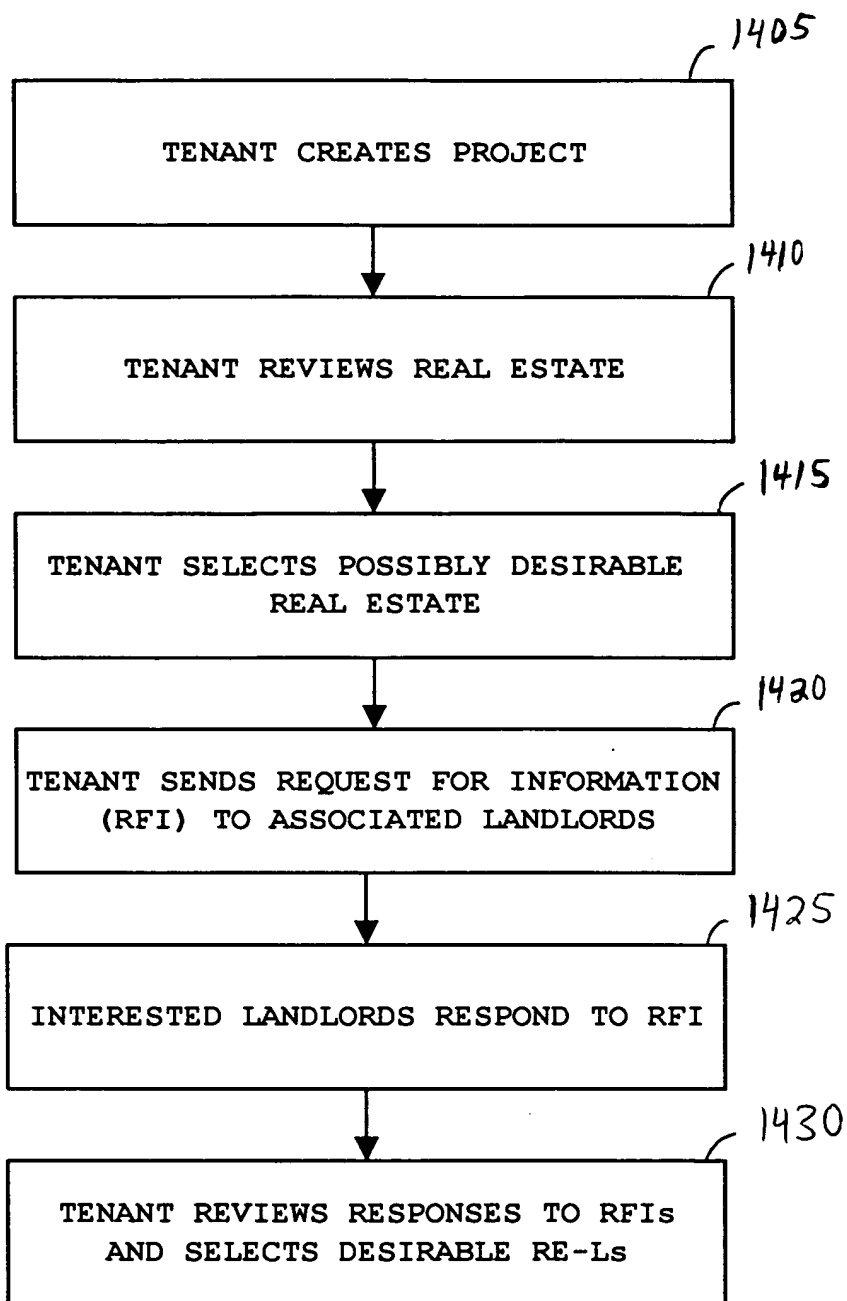 1405
TENANT CREATES PROJECT
1410
TENANT REVIEWS REAL ESTATE
1415
TENANT SELECTS POSSIBLY DESIRABLE
REAL ESTATE
1420
TENANT SENDS REQUEST FOR INFORMATION
(RFI) TO ASSOCIATED LANDLORDS
1425
INTERESTED LANDLORDS RESPOND TO RFI
1430
TENANT REVIEWS RESPONSES TO RFIs
AND SELECTS DESIRABLE RE-Ls